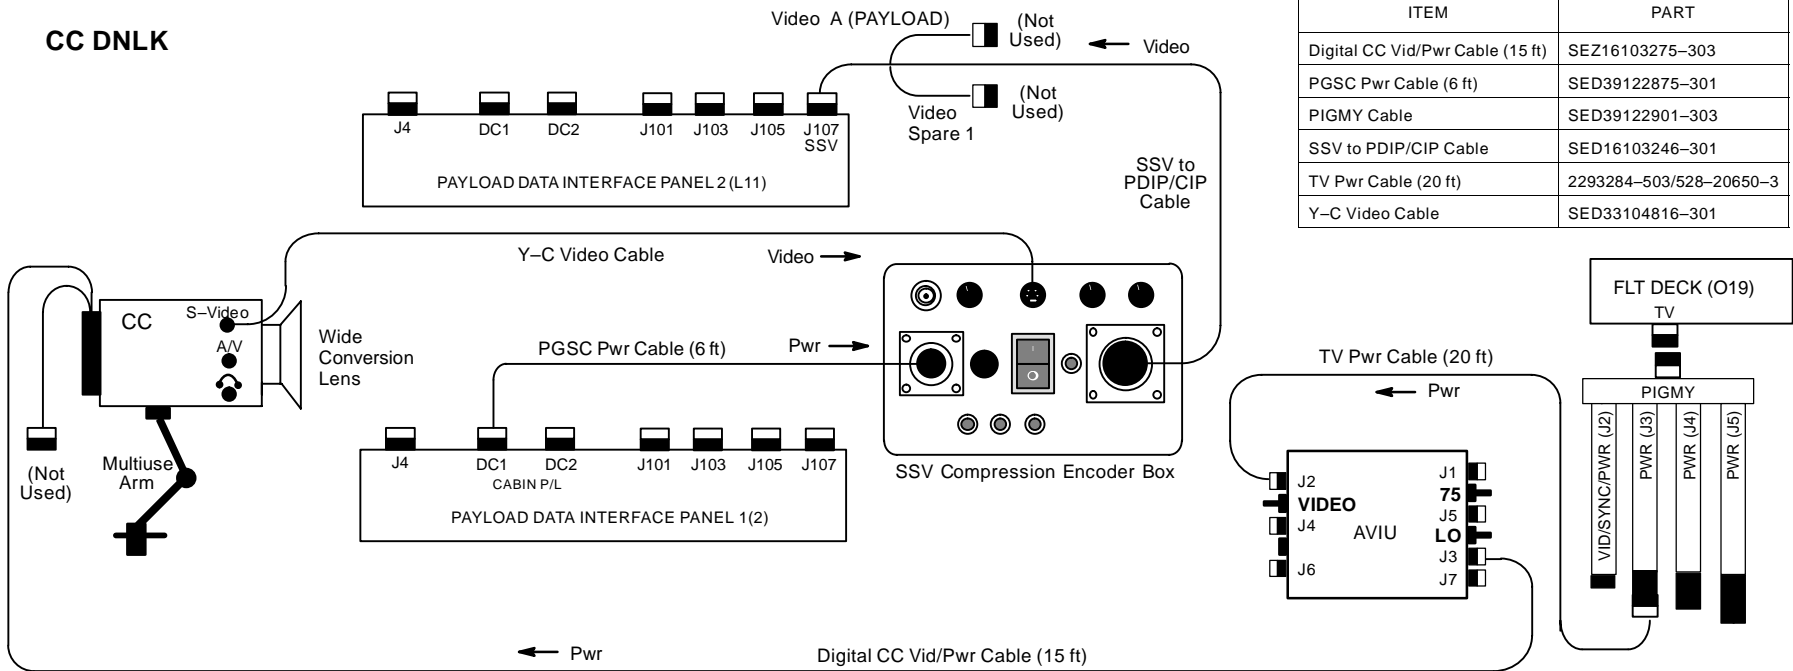 CC DNLK
Video A (PAYLOAD)
(Not
Used)
Video
(Not
Used)
Video
Spare 1
J4
DC1
DC2
J101
J103
J105
J107
SSV
PAYLOAD DATA INTERFACE PANEL 2 (L11)
SSV to
PDIP/CIP
Cable
ITEM PART
Digital CC Vid/Pwr Cable (15 ft) SEZ16103275–303
PGSC Pwr Cable (6 ft) SED39122875–301
PIGMY Cable SED39122901–303
SSV to PDIP/CIP Cable SED16103246–301
TV Pwr Cable (20 ft) 2293284–503/528–20650–3
Y–C Video Cable SED33104816–301
Y–C Video Cable
Video
CC
S–Video
A/V
Wide
Conversion
Lens
PGSC Pwr Cable (6 ft)
Pwr
(Not
Used)
Multiuse
Arm
J4
DC1
DC2
J101
J103
J105
J107
CABIN P/L
PAYLOAD DATA INTERFACE PANEL 1(2)
SSV Compression Encoder Box
FLT DECK (O19)
TV
TV Pwr Cable (20 ft)
Pwr
PIGMY
VID/SYNC/PWR (J2)
PWR (J3)
PWR (J4)
PWR (J5)
J2
VIDEO
J4
J6
AVIU
J1
75
J5
LO
J3
J7
Pwr
Digital CC Vid/Pwr Cable (15 ft)